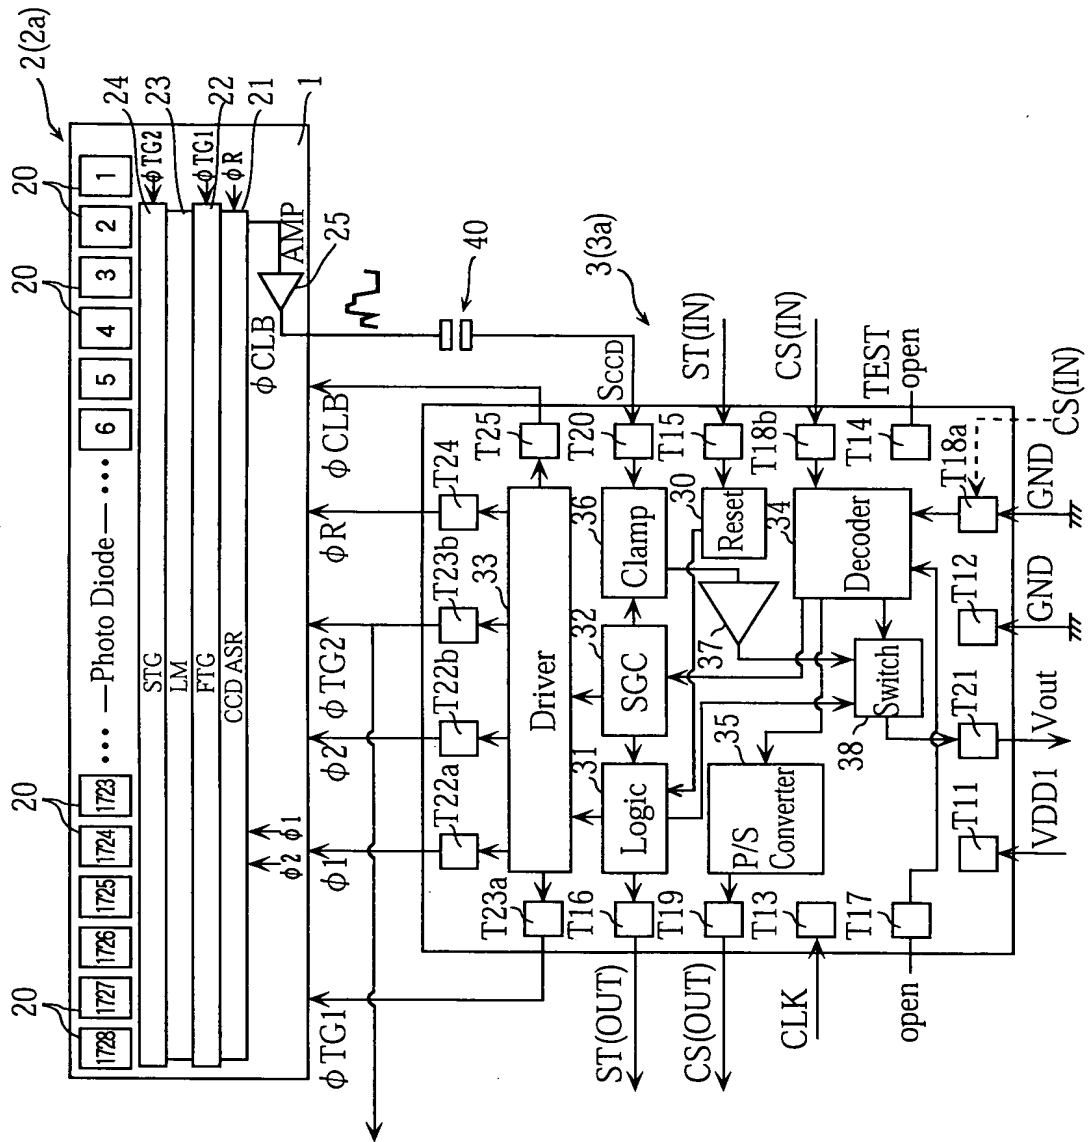 2(2a)
20
20
20
20
1728
1727
1726
1725
1724
1723
••• —Photo Diode— •••
6
5
4
3
2
1
24
23
22
21
1
STG
LM
FTG
CCD ASR
φTG2
φTG1
φR
AMP
25
φ2
φ1
φCLB
40
φTG1
φ1
φ2
φTG2
φR
φCLB
SCCD
3(3a)
T23a
T22a
T22b
T23b
T24
T25
33
Driver
T16
T19
T13
T17
31
Logic
32
SGC
36
Clamp
T20
T15
T18b
T14
30
Reset
35
P/S
Converter
37
34
Decoder
38
Switch
T11
T21
T12
T18a
ST(OUT)
CS(OUT)
CLK
open
ST(IN)
CS(IN)
TEST
open
VDD1
Vout
GND
GND
CS(IN)